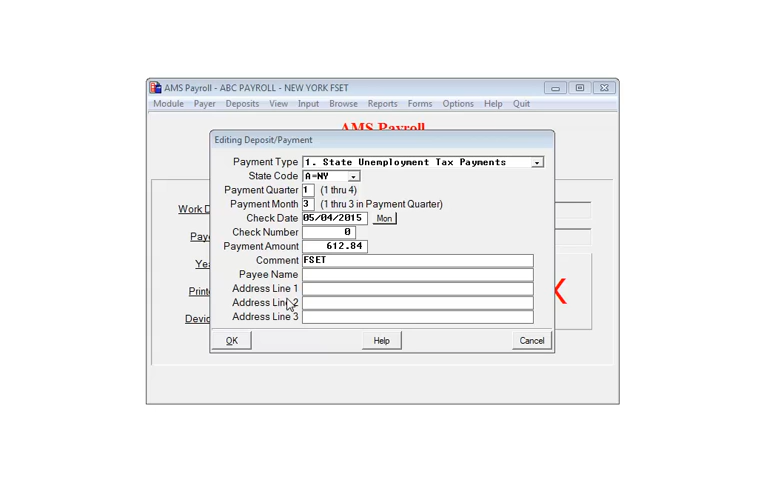 AMS Payroll - ABC PAYROLL - NEW YORK FSET
Module Payer Deposits View Input Browse Reports Forms Options Help Quit
AMS Payroll
Editing Deposit/Payment
Payment Type 1. State Unemployment Tax Payments
State Code A=NY
Payment Quarter 1 (1 thru 4)
Payment Month 3 (1 thru 3 in Payment Quarter)
Check Date 05/04/2015 Mon
Check Number 0
Payment Amount 612.84
Comment FSET
Payee Name
Address Line 1
Address Line 2
Address Line 3
OK Help Cancel
Work D
Paye
Yea
Printe
Devic
X